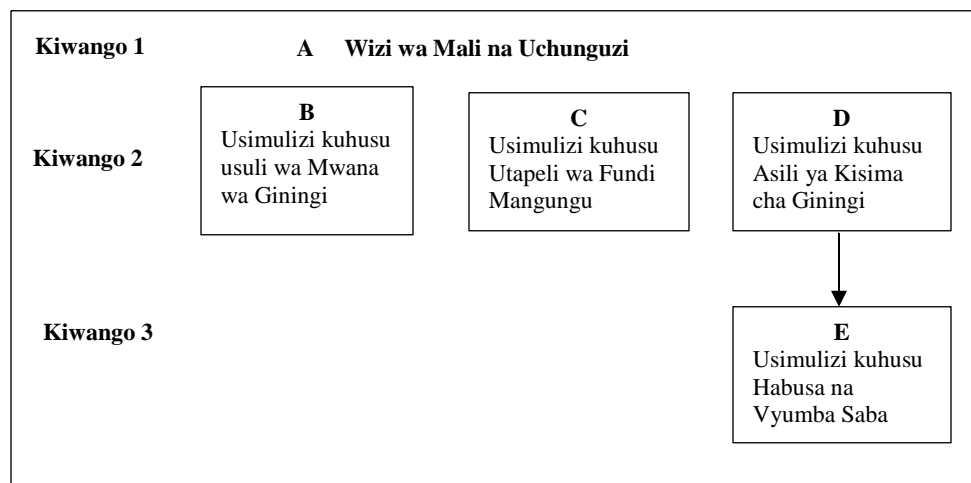 Kiwango 1
A Wizi wa Mali na Uchunguzi
Kiwango 2
B
Usimulizi kuhusu
usuli wa Mwana
wa Giningi
C
Usimulizi kuhusu
Utapeli wa Fundi
Mangungu
D
Usimulizi kuhusu
Asili ya Kisima
cha Giningi
Kiwango 3
E
Usimulizi kuhusu
Habusa na
Vyumba Saba